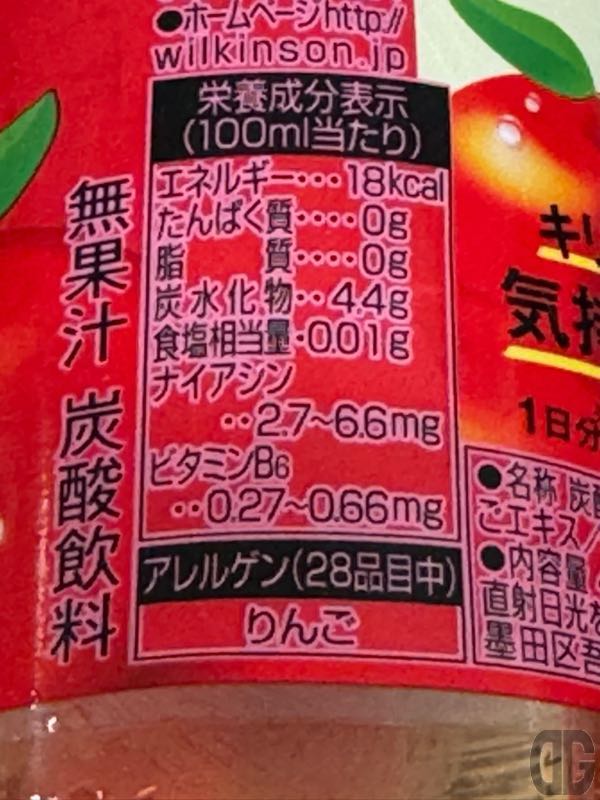 ●ホームページhttp://
wilkinson.jp
栄養成分表示
(100ml当たり)
エネルギー‥‥18kcal
たんぱく質‥‥0g
脂　　質‥‥0g
炭水化物‥4.4g
食塩相当量・0.01g
ナイアシン
‥2.7~6.6mg
ビタミンB6
‥0.27~0.66mg
アレルゲン(28品目中)
りんご
無果汁 炭酸飲料
キリ
気持
1日分
●名称 炭酸
ごエキス/
●内容量
直射日光を
墨田区吾
DG